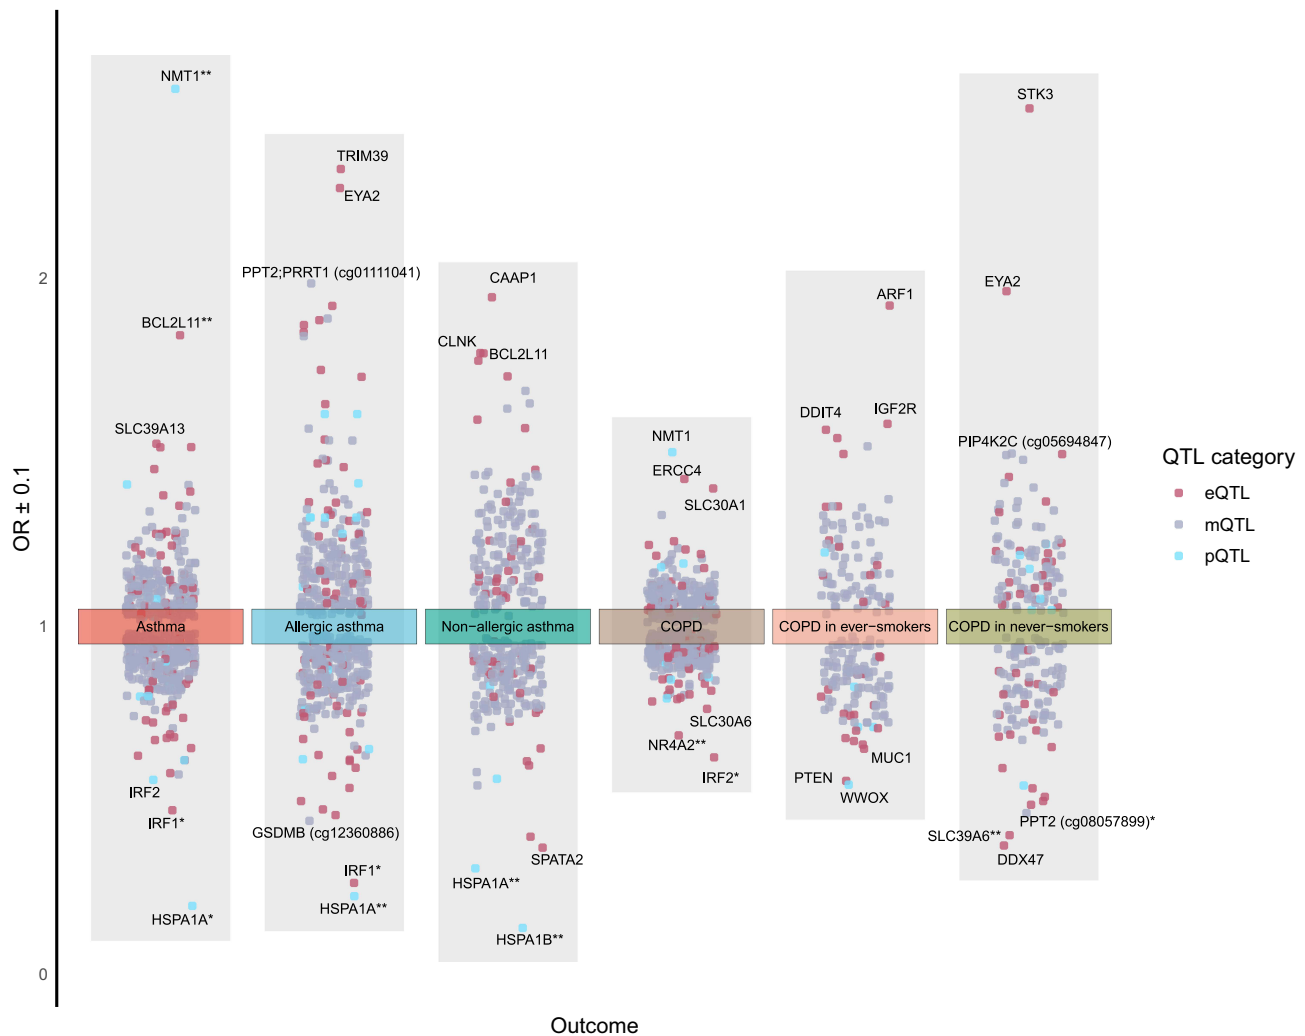 NMT1**
STK3
TRIM39
EYA2
PPT2;PRRT1 (cg01111041)
CAAP1
EYA2
ARF1
2
BCL2L11**
CLNK
BCL2L11
SLC39A13
DDIT4
IGF2R
NMT1
PIP4K2C (cg05694847)
ERCC4
SLC30A1
QTL category
eQTL
mQTL
pQTL
OR ± 0.1
1
Asthma
Allergic asthma
Non−allergic asthma
COPD
COPD in ever−smokers
COPD in never−smokers
SLC30A6
NR4A2**
MUC1
IRF2*
PTEN
WWOX
IRF2
IRF1*
GSDMB (cg12360886)
PPT2 (cg08057899)*
SLC39A6**
DDX47
SPATA2
IRF1*
HSPA1A**
HSPA1A**
HSPA1A*
HSPA1B**
0
Outcome